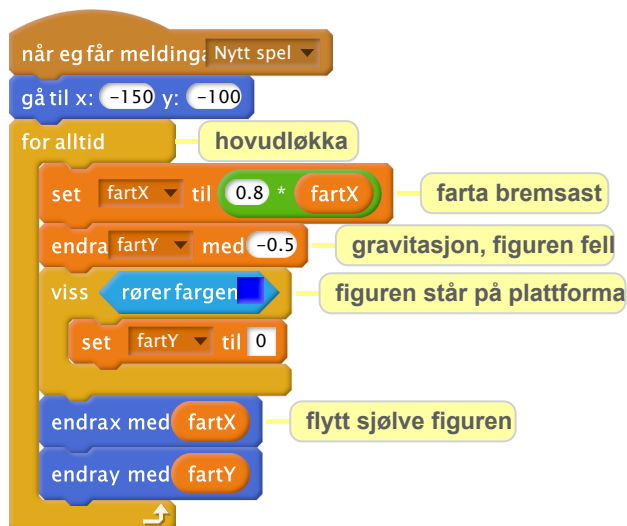 når eg får meldinga Nytt spel
gå til x: -150 y: -100
for alltid hovudløkka
set fartX til 0.8 * fartX farta bremsast
endra fartY med -0.5 gravitasjon, figuren fell
viss rører fargen figuren står på plattforma
set fartY til 0
endrax med fartX flytt sjølve figuren
endray med fartY